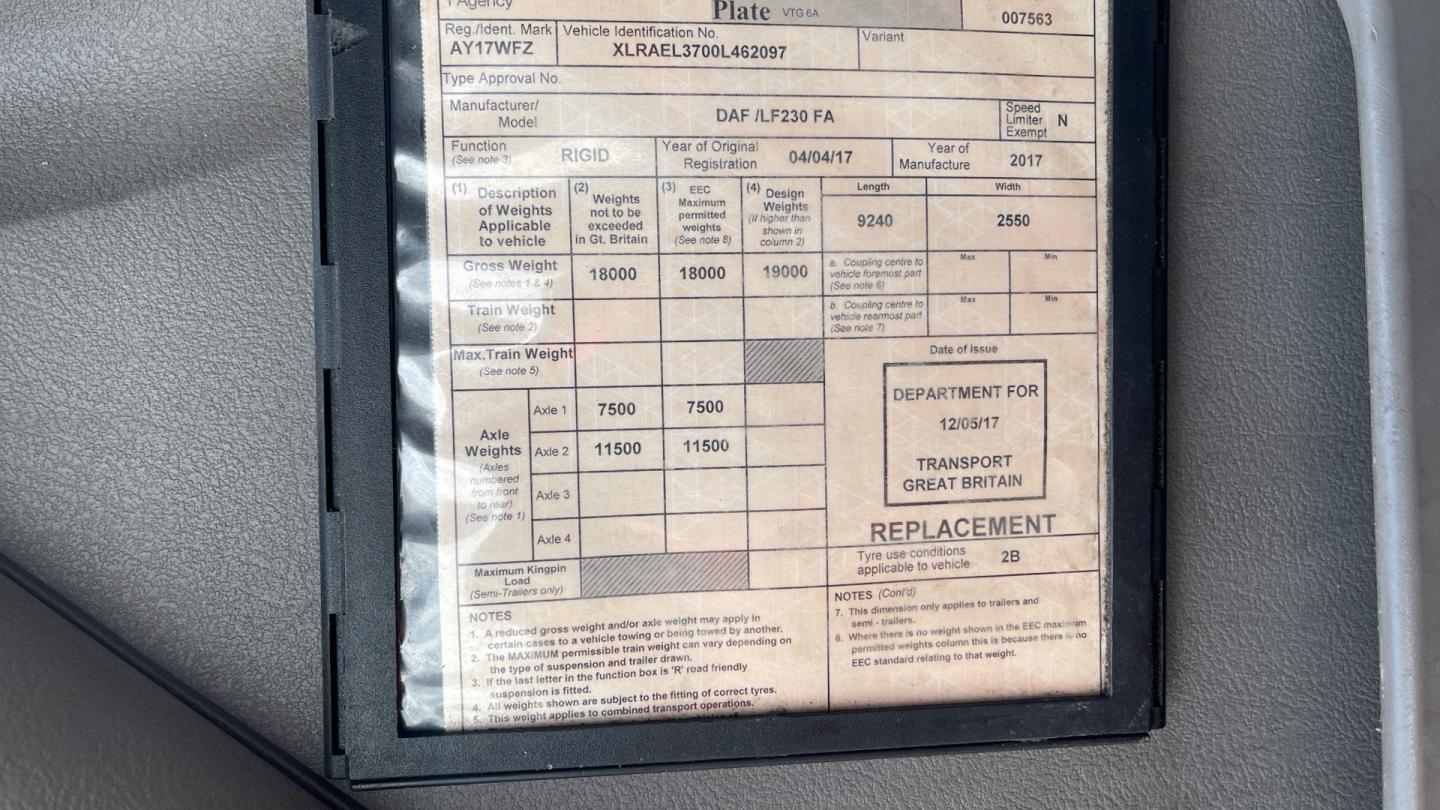 Agency
Plate VTG 6A
007563
Reg./Ident. Mark
AY17WFZ
Vehicle Identification No.
XLRAEL3700L462097
Variant
Type Approval No.
Manufacturer/
Model
DAF /LF230 FA
Speed
Limiter
Exempt
N
Function
(See note 3)
RIGID
Year of Original
Registration
04/04/17
Year of
Manufacture
2017
(1) Description
of Weights
Applicable
to vehicle
(2) Weights
not to be
exceeded
in Gt. Britain
(3) EEC
Maximum
permitted
weights
(See note 8)
(4) Design
Weights
(if higher than
shown in
column 2)
Length
9240
Width
2550
Gross Weight
(See notes 1 & 4)
18000
18000
19000
a. Coupling centre to
vehicle foremost part
(See note 6)
Max
Min
Train Weight
(See note 2)
b. Coupling centre to
vehicle rearmost part
(See note 7)
Max
Min
Max.Train Weight
(See note 5)
Date of Issue
DEPARTMENT FOR
12/05/17
TRANSPORT
GREAT BRITAIN
REPLACEMENT
Axle
Weights
(Axles
numbered
from front
to rear)
(See note 1)
Axle 1
7500
7500
Axle 2
11500
11500
Axle 3
Axle 4
Tyre use conditions
applicable to vehicle
2B
Maximum Kingpin
Load
(Semi-Trailers only)
NOTES
1. A reduced gross weight and/or axle weight may apply in
certain cases to a vehicle towing or being towed by another.
2. The MAXIMUM permissible train weight can vary depending on
the type of suspension and trailer drawn.
3. If the last letter in the function box is 'R' road friendly
suspension is fitted.
4. All weights shown are subject to the fitting of correct tyres.
5. This weight applies to combined transport operations.
NOTES (Cont'd)
7. This dimension only applies to trailers and
semi - trailers.
8. Where there is no weight shown in the EEC maximum
permitted weights column this is because there is no
EEC standard relating to that weight.